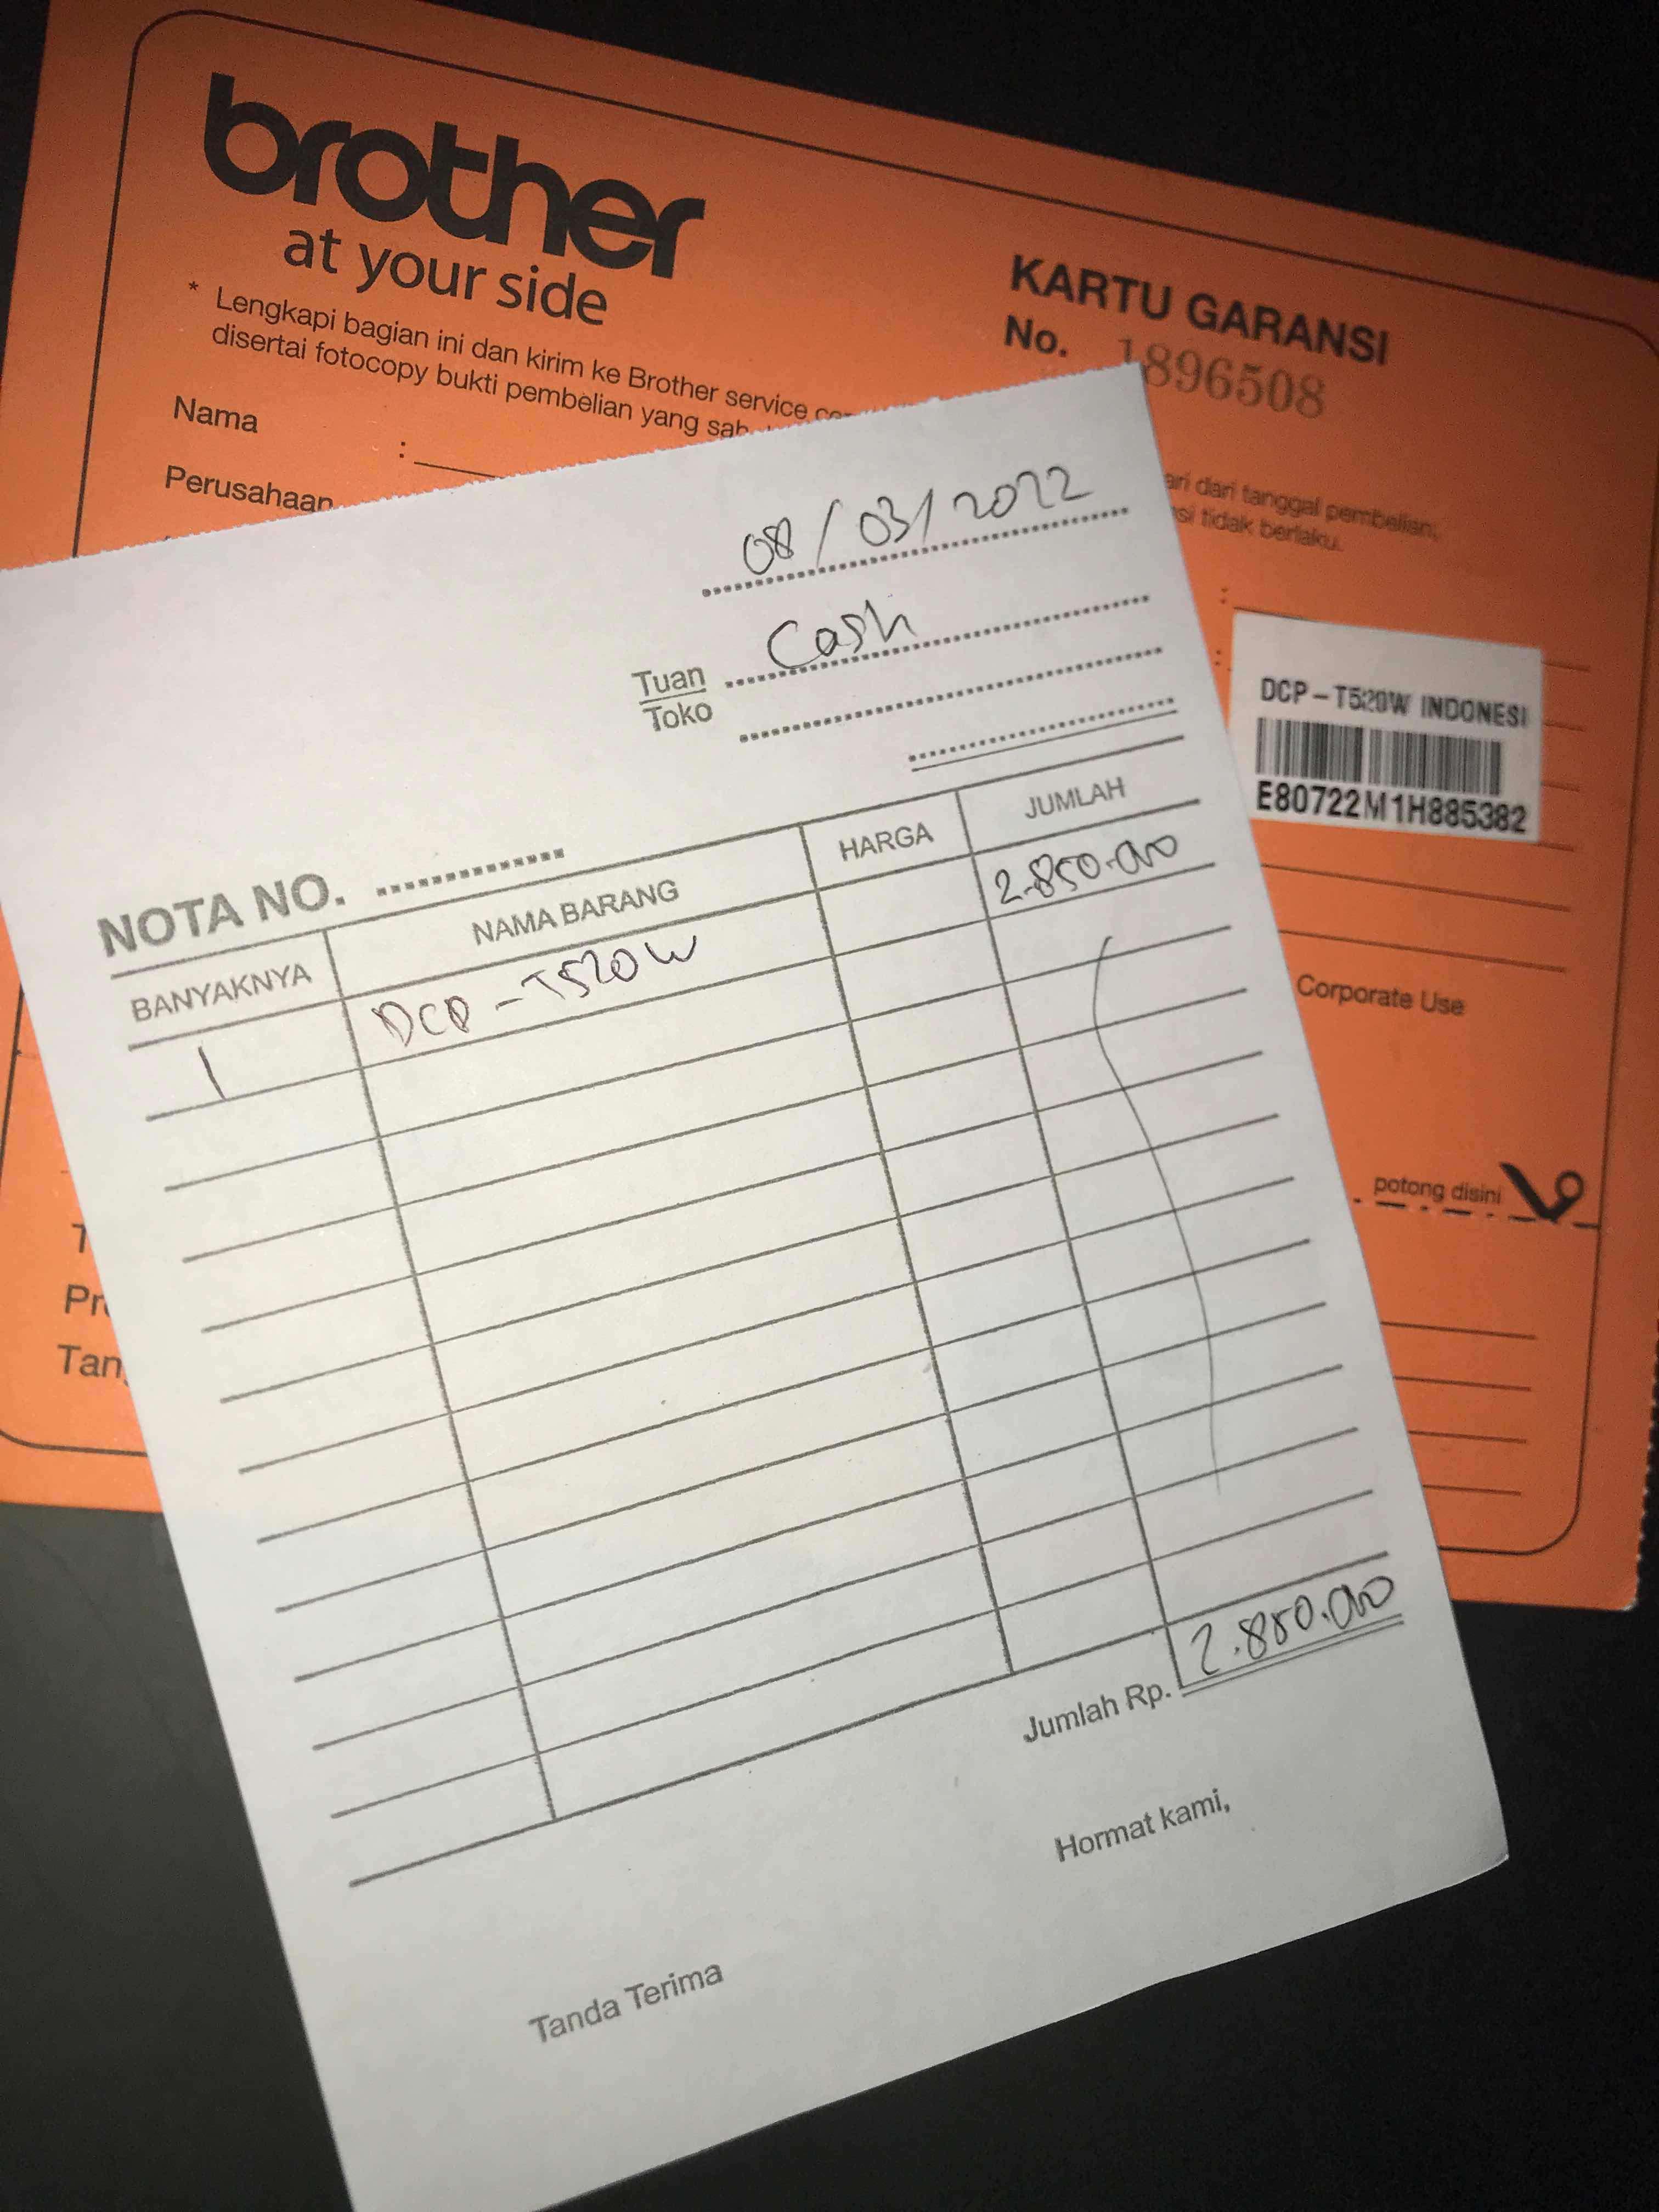 brother
at your side
* Lengkapi bagian ini dan kirim ke Brother service
disertai fotocopy bukti pembelian yang
Nama :
Perusahaan
KARTU GARANSI
No. 1896508
dari tanggal pembelian,
tidak berlaku.
:
:
DCP-T520W INDONESI
E80722M1H885382
Corporate Use
potong disini
08/03/2022
Tuan Cash
Toko
NOTA NO.
BANYAKNYA NAMA BARANG HARGA JUMLAH
1 DCP-T520W 2.850.000
Jumlah Rp. 2.850.000
Tanda Terima Hormat kami,